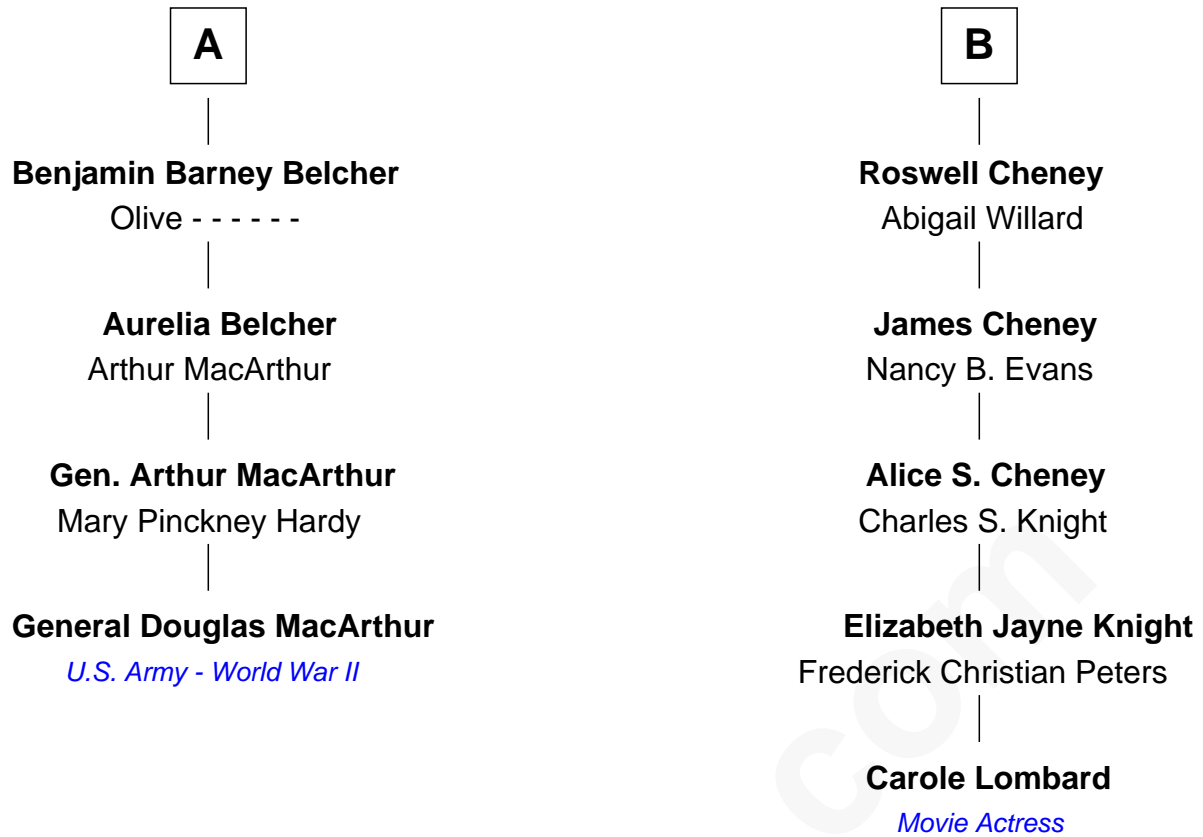 A
Benjamin Barney Belcher
Olive - - - - - -
Aurelia Belcher
Arthur MacArthur
Gen. Arthur MacArthur
Mary Pinckney Hardy
General Douglas MacArthur
U.S. Army - World War II
B
Roswell Cheney
Abigail Willard
James Cheney
Nancy B. Evans
Alice S. Cheney
Charles S. Knight
Elizabeth Jayne Knight
Frederick Christian Peters
Carole Lombard
Movie Actress
com